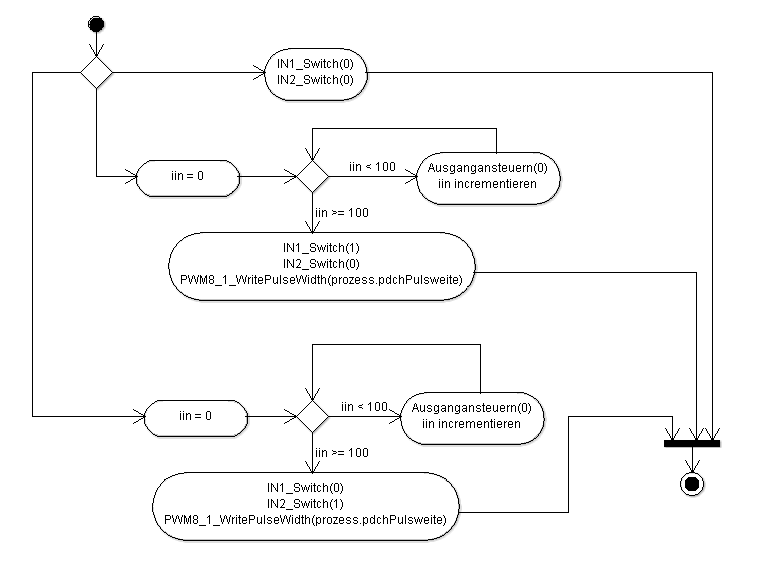 IN1_Switch(0)
IN2_Switch(0)
iin = 0
iin < 100
Ausgangansteuern(0)
iin incrementieren
iin >= 100
IN1_Switch(1)
IN2_Switch(0)
PWM8_1_WritePulseWidth(prozess.pdchPulsweite)
iin = 0
iin < 100
Ausgangansteuern(0)
iin incrementieren
iin >= 100
IN1_Switch(0)
IN2_Switch(1)
PWM8_1_WritePulseWidth(prozess.pdchPulsweite)